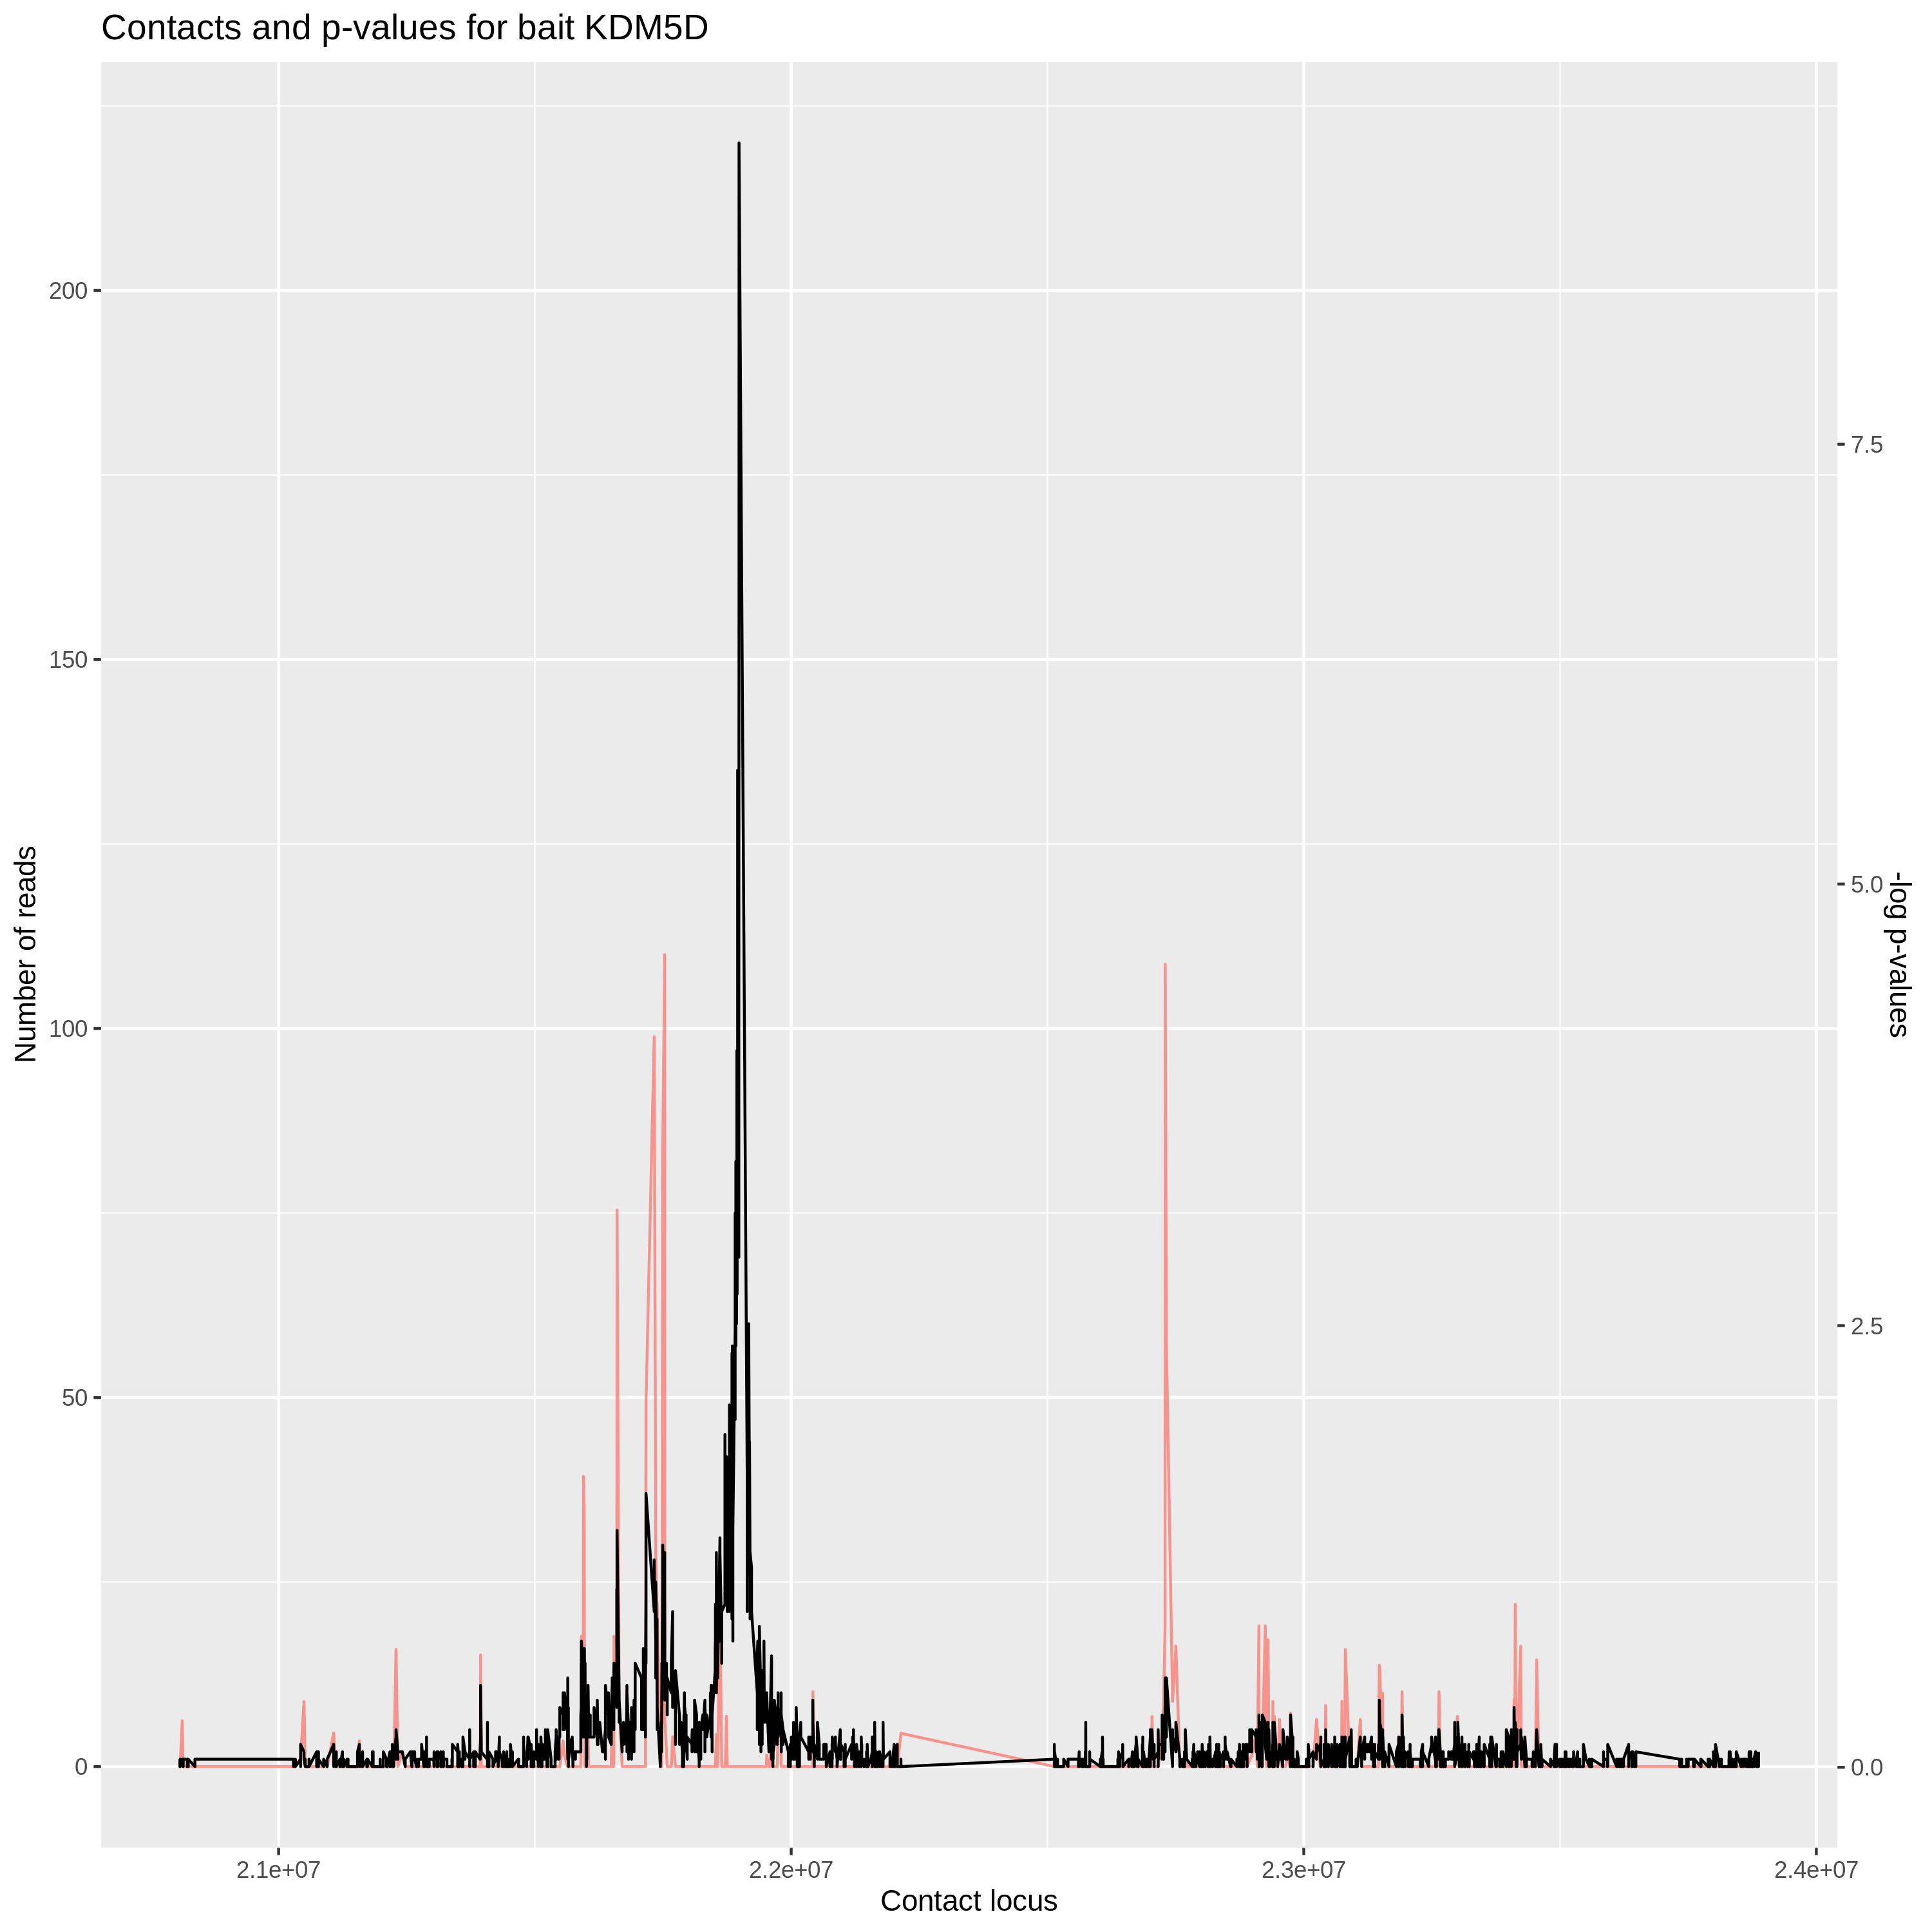 Contacts and p-values for bait KDM5D
Number of reads
200
150
100
50
0
7.5
5.0
2.5
0.0
-log p-values
2.1e+07
2.2e+07
2.3e+07
2.4e+07
Contact locus